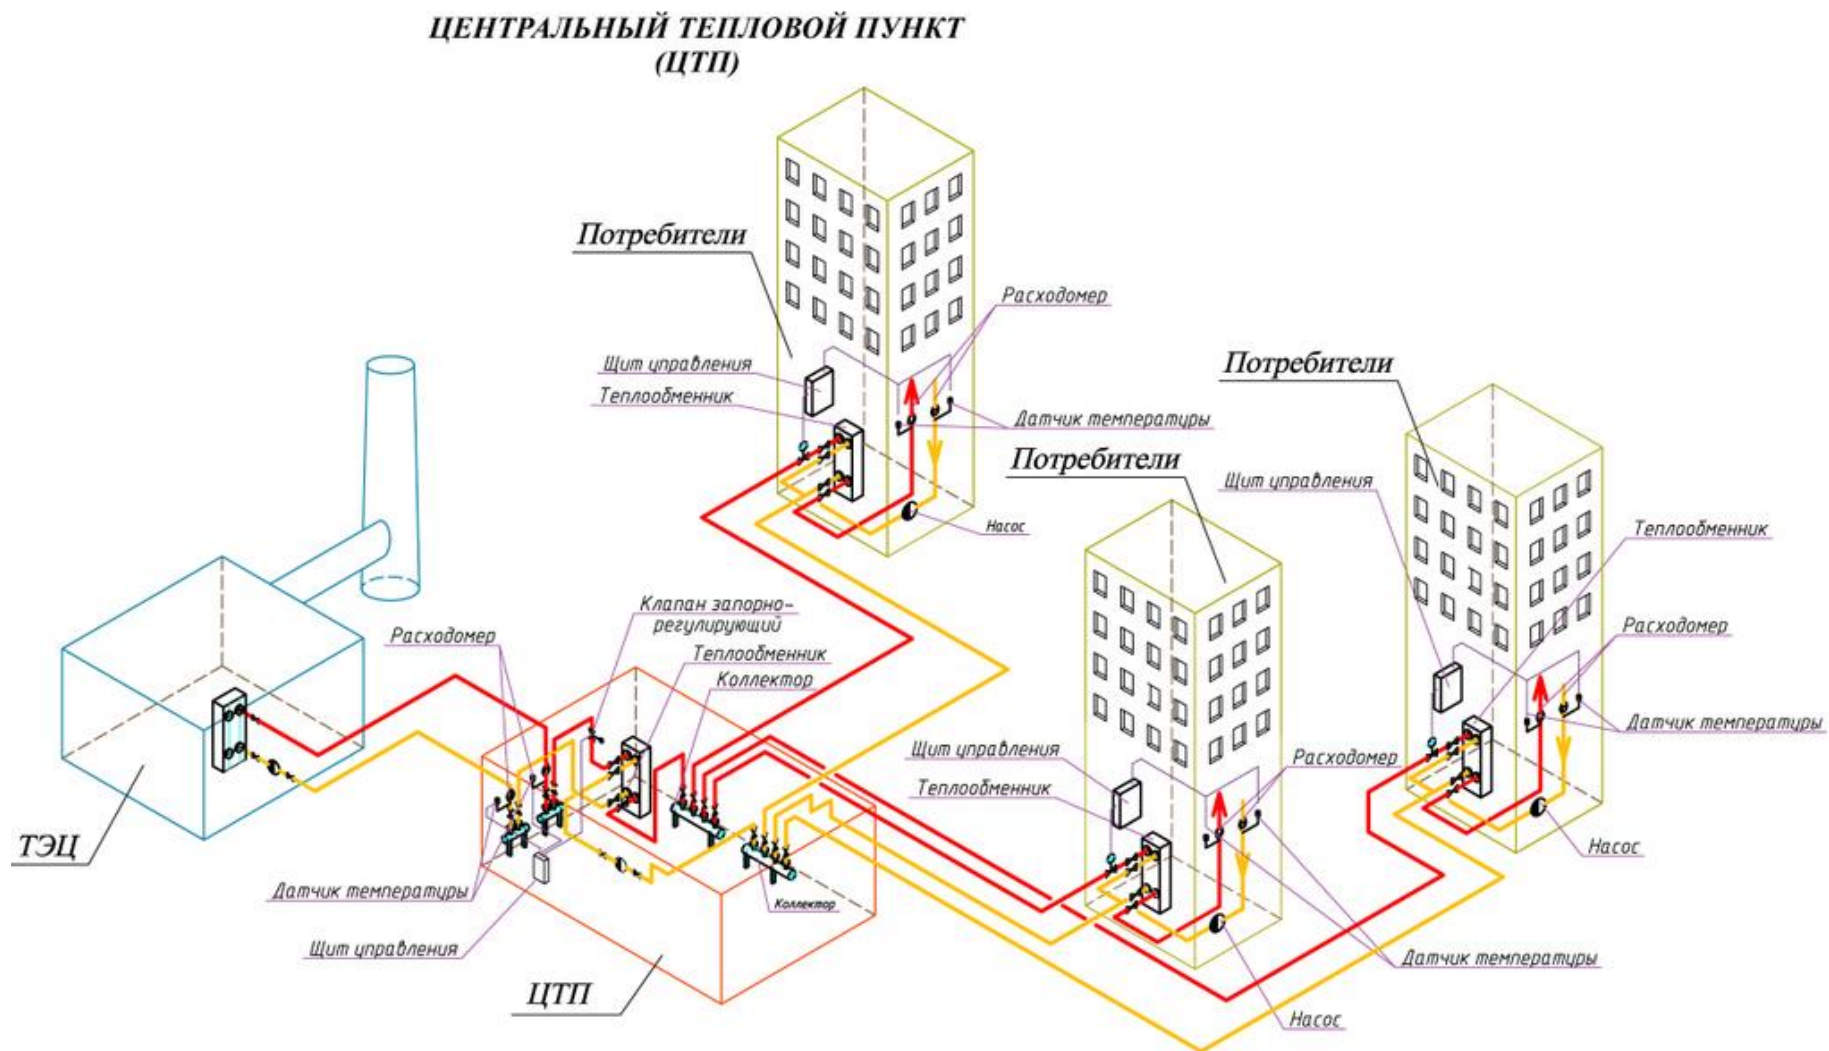 ЦЕНТРАЛЬНЫЙ ТЕПЛОВОЙ ПУНКТ
(ЦТП)
Потребители
Расходомер
Щит управления
Теплообменник
Датчик температуры
Насос
Потребители
Потребители
Щит управления
Теплообменник
Расходомер
Датчик температуры
Насос
Клапан запорно-
регулирующий
Расходомер
Теплообменник
Коллектор
Щит управления
Теплообменник
Расходомер
Датчик температуры
Насос
ТЭЦ
Датчик температуры
Коллектор
Щит управления
ЦТП